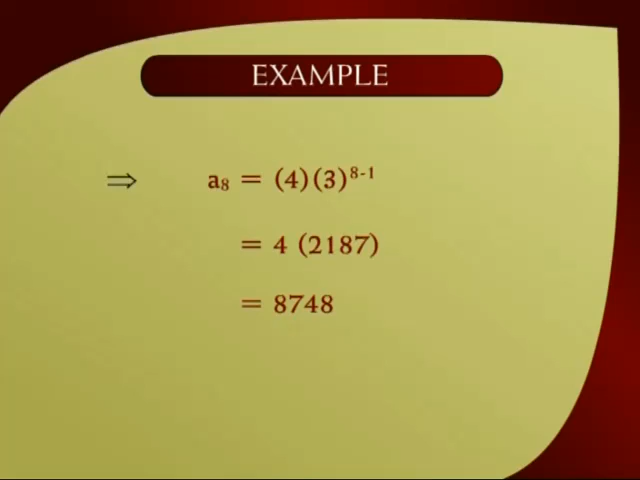 EXAMPLE
⇒ a₈ = (4)(3)⁸⁻¹
= 4 (2187)
= 8748